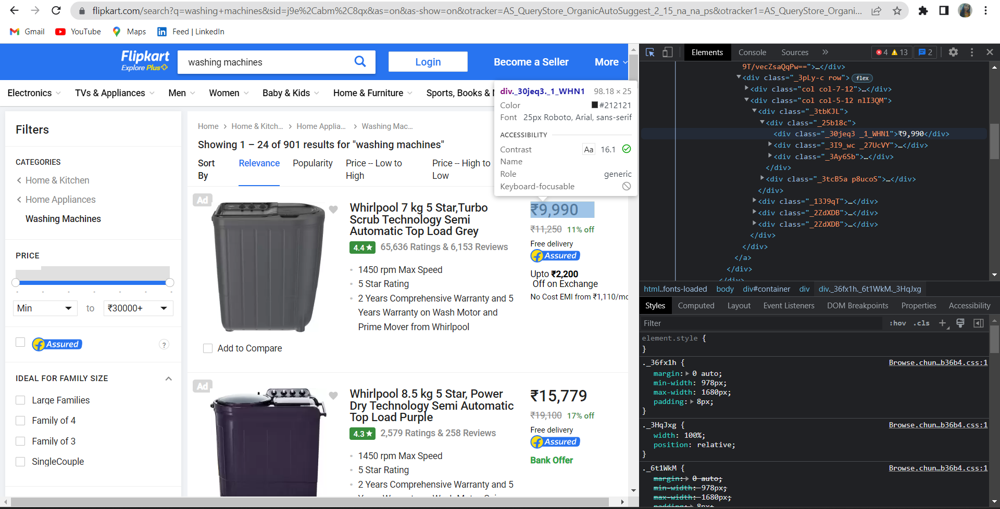 flipkart.com/search?q=washing+machines&sid=j9e%2Cabm%2C8qx&as=on&as-show=on&otracker=AS_QueryStore_OrganicAutoSuggest_2_15_na_na_ps&otracker1=AS_QueryStore_Organi...
Gmail YouTube Maps Feed | LinkedIn
Flipkart
Explore Plus
washing machines
Login
Become a Seller
More
Electronics
TVs & Appliances
Men
Women
Baby & Kids
Home & Furniture
Sports, Books &
Filters
CATEGORIES
Home & Kitchen
Home Appliances
Washing Machines
PRICE
Min to ₹30000+
Assured
?
IDEAL FOR FAMILY SIZE
Large Families
Family of 4
Family of 3
SingleCouple
Home > Home & Kitch... > Home Applia... > Washing Mac...
Showing 1 – 24 of 901 results for "washing machines"
Sort By
Relevance
Popularity
Price -- Low to High
Price -- High to Low
Ad
Whirlpool 7 kg 5 Star,Turbo
Scrub Technology Semi
Automatic Top Load Grey
4.4★ 65,636 Ratings & 6,153 Reviews
1450 rpm Max Speed
5 Star Rating
2 Years Comprehensive Warranty and 5
Years Warranty on Wash Motor and
Prime Mover from Whirlpool
Add to Compare
₹9,990
₹11,250 11% off
Free delivery
Assured
Upto ₹2,200
Off on Exchange
No Cost EMI from ₹1,110/mo
Ad
Whirlpool 8.5 kg 5 Star, Power
Dry Technology Semi Automatic
Top Load Purple
4.3★ 2,579 Ratings & 258 Reviews
1450 rpm Max Speed
5 Star Rating
2 Years Comprehensive Warranty and 5
₹15,779
₹19,100 17% off
Free delivery
Assured
Bank Offer
div._30jeq3._1_WHN1 98.18 × 25
Color #212121
Font 25px Roboto, Arial, sans-serif
ACCESSIBILITY
Contrast Aa 16.1
Name
Role generic
Keyboard-focusable
Elements Console Sources » 4 13 2
9T/vecZsaQqPw==">…</div>
<div class="_3pLy-c row"> flex
<div class="col col-7-12">…</div>
<div class="col col-5-12 nlI3QM">
<div class="_3tbKJL">
<div class="_25b18c">
<div class="_30jeq3 _1_WHN1">₹9,990</div>
<div class="_3I9_wc _27UcVY">…</div>
<div class="_3Ay6Sb">…</div>
</div>
<div class="_3tcB5a p8ucoS">…</div>
</div>
<div class="_13J9qT">…</div>
<div class="_2ZdXDB">…</div>
<div class="_2ZdXDB">…</div>
</div>
</div>
</a>
</div>
</div>
html..fonts-loaded body div#container div div._36fx1h._6t1WkM._3HqJxg
Styles Computed Layout Event Listeners DOM Breakpoints Properties Accessibility
Filter :hov .cls +
element.style {
}
._36fx1h { Browse.chun…b36b4.css:1
margin: 0 auto;
min-width: 978px;
max-width: 1680px;
padding: 8px;
}
._3HqJxg { Browse.chun…b36b4.css:1
width: 100%;
position: relative;
}
._6t1WkM { Browse.chun…b36b4.css:1
margin: 0 auto;
min-width: 978px;
max-width: 1680px;
padding: 8px;